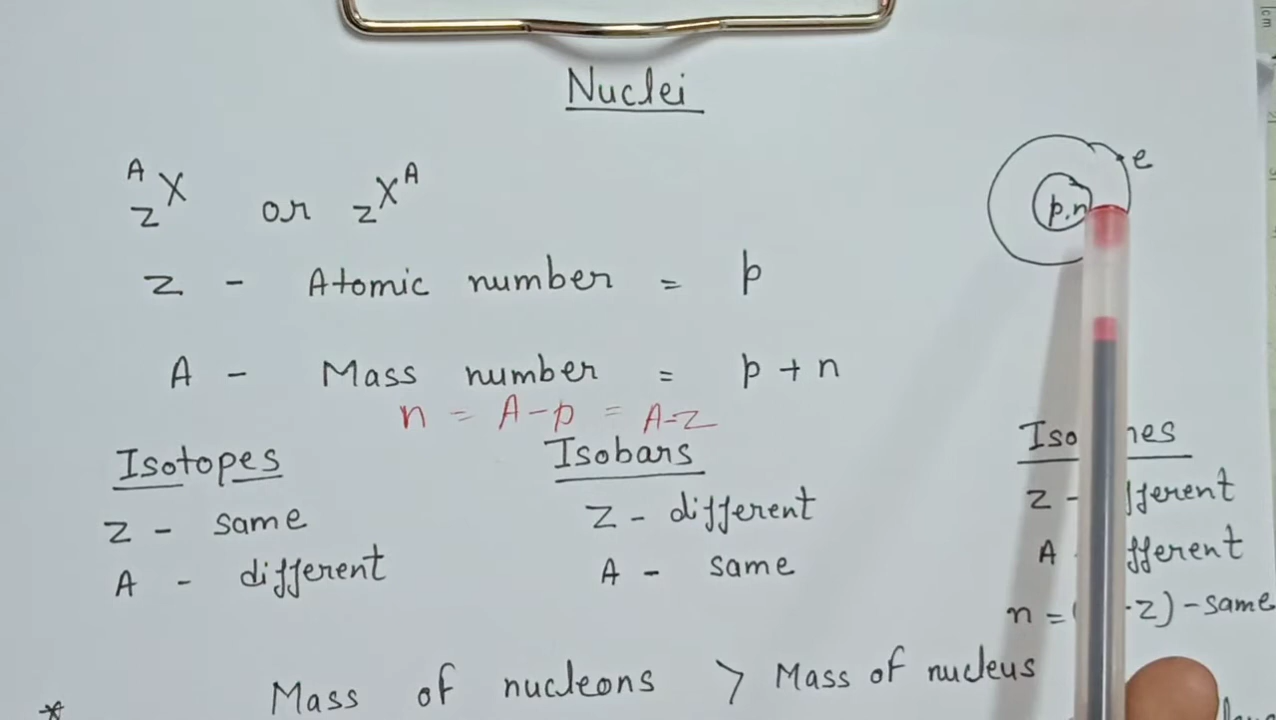 Nuclei
A
Z X or Z X A
e
p, n
Z - Atomic number = p
A - Mass number = p + n
n = A-p = A-Z
Isotopes
Z - same
A - different
Isobars
Z - different
A - same
Z -
A -
n = Z) - same
Mass of nucleons > Mass of nucleus
*
cm